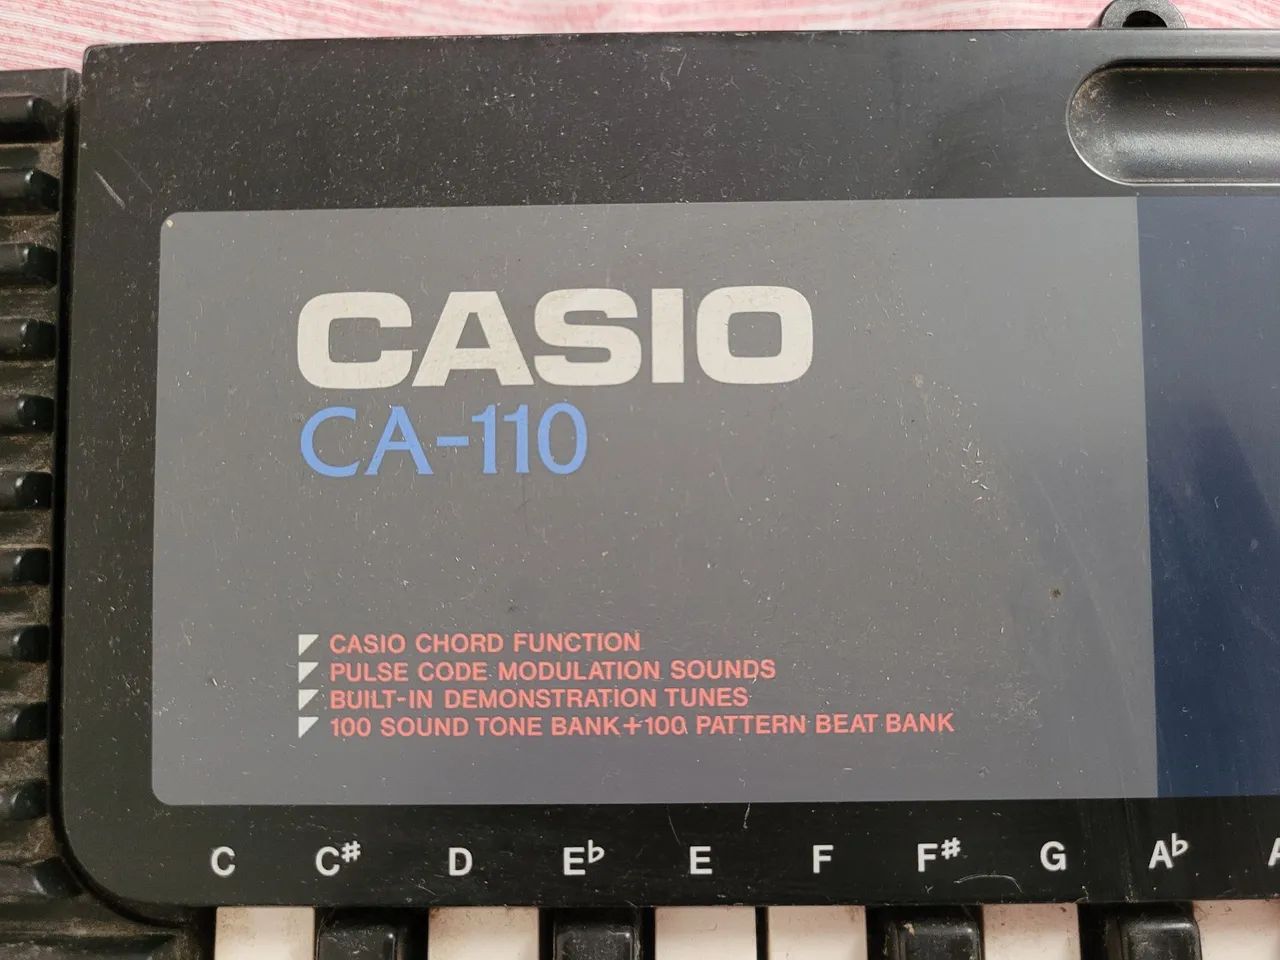 CASIO
CA-110
CASIO CHORD FUNCTION
PULSE CODE MODULATION SOUNDS
BUILT-IN DEMONSTRATION TUNES
100 SOUND TONE BANK+100 PATTERN BEAT BANK
C C♯ D E♭ E F F♯ G A♭